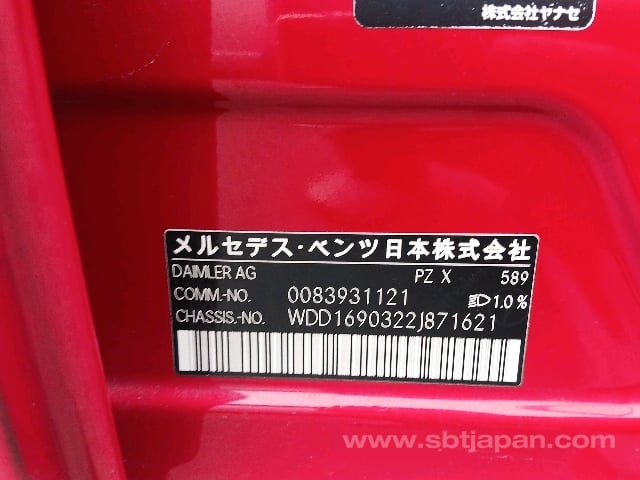 株式会社ヤナセ
メルセデス・ベンツ日本株式会社
DAIMLER AG PZ X 589
COMM.-NO. 0083931121 1.0%
CHASSIS.-NO. WDD1690322J871621
www.sbtjapan.com